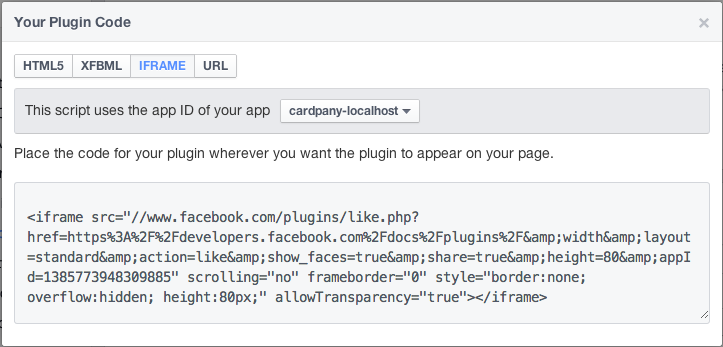 Your Plugin Code ×
HTML5 XFBML IFRAME URL
This script uses the app ID of your app cardpany-localhost
Place the code for your plugin wherever you want the plugin to appear on your page.
<iframe src="//www.facebook.com/plugins/like.php?
href=https%3A%2F%2Fdevelopers.facebook.com%2Fdocs%2Fplugins%2F&amp;width&amp;layout
=standard&amp;action=like&amp;show_faces=true&amp;share=true&amp;height=80&amp;appI
d=1385773948309885" scrolling="no" frameborder="0" style="border:none;
overflow:hidden; height:80px;" allowTransparency="true"></iframe>